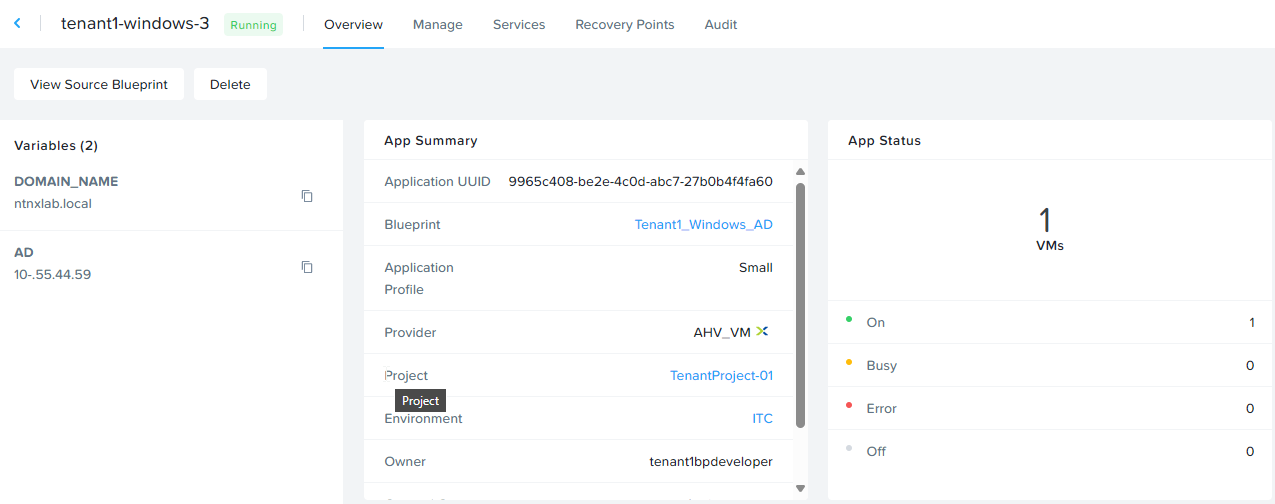 tenant1-windows-3 Running Overview Manage Services Recovery Points Audit
View Source Blueprint Delete
Variables (2)
DOMAIN_NAME
ntnxlab.local
AD
10-.55.44.59
App Summary
Application UUID 9965c408-be2e-4c0d-abc7-27b0b4f4fa60
Blueprint Tenant1_Windows_AD
Application Profile Small
Provider AHV_VM
Project TenantProject-01
Project
Environment ITC
Owner tenant1bpdeveloper
App Status
1
VMs
On 1
Busy 0
Error 0
Off 0